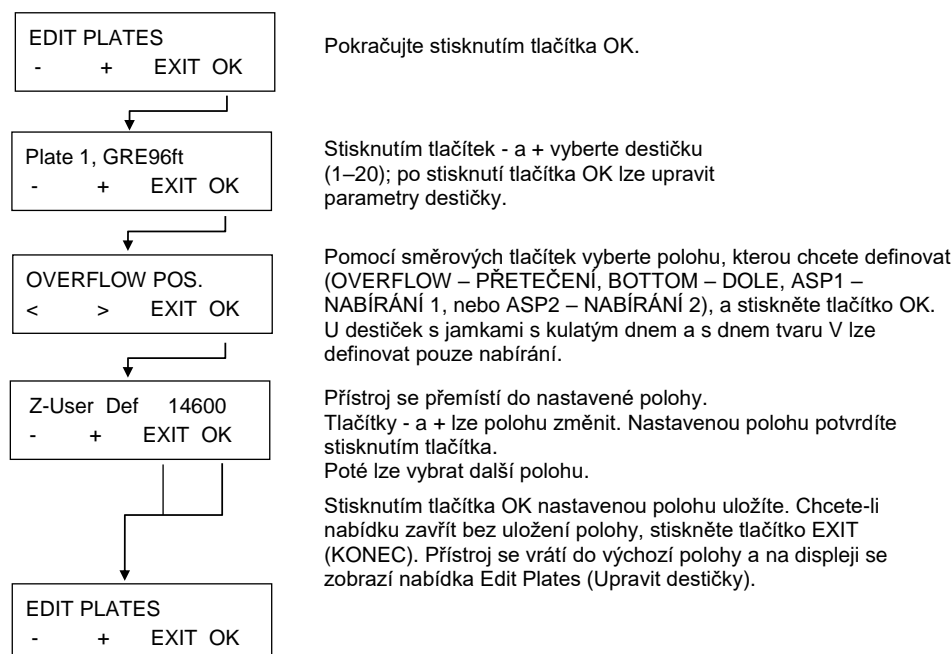 EDIT PLATES
- + EXIT OK
Pokračujte stisknutím tlačítka OK.
Plate 1, GRE96ft
- + EXIT OK
Stisknutím tlačítek - a + vyberte destičku
(1–20); po stisknutí tlačítka OK lze upravit
parametry destičky.
OVERFLOW POS.
< > EXIT OK
Pomocí směrových tlačítek vyberte polohu, kterou chcete definovat
(OVERFLOW – PŘETEČENÍ, BOTTOM – DOLE, ASP1 –
NABÍRÁNÍ 1, nebo ASP2 – NABÍRÁNÍ 2), a stiskněte tlačítko OK.
U destiček s jamkami s kulatým dnem a s dnem tvaru V lze
definovat pouze nabírání.
Z-User Def 14600
- + EXIT OK
Přístroj se přemístí do nastavené polohy.
Tlačítky - a + lze polohu změnit. Nastavenou polohu potvrdíte
stisknutím tlačítka.
Poté lze vybrat další polohu.
Stisknutím tlačítka OK nastavenou polohu uložíte. Chcete-li
nabídku zavřít bez uložení polohy, stiskněte tlačítko EXIT
(KONEC). Přístroj se vrátí do výchozí polohy a na displeji se
zobrazí nabídka Edit Plates (Upravit destičky).
EDIT PLATES
- + EXIT OK